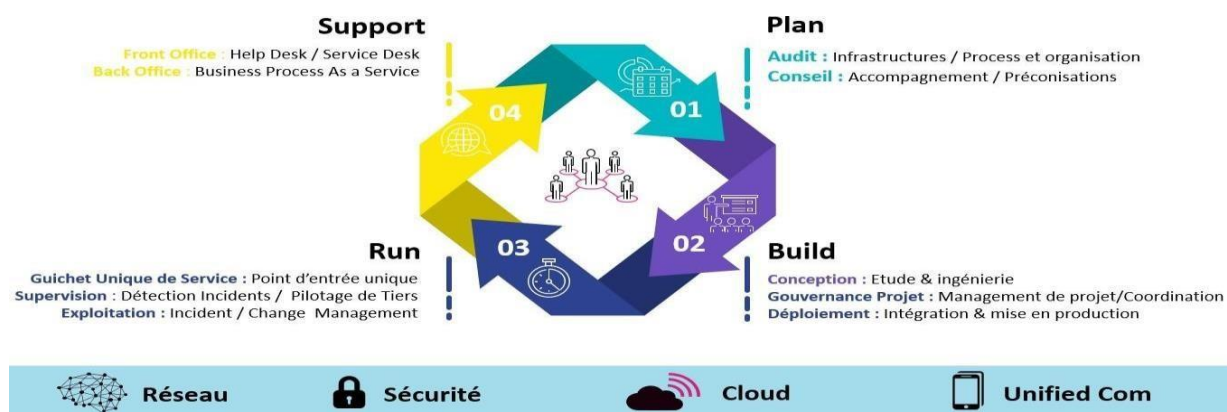 Support
Front Office : Help Desk / Service Desk
Back Office : Business Process As a Service
Plan
Audit : Infrastructures / Process et organisation
Conseil : Accompagnement / Préconisations
04
01
03
02
Run
Guichet Unique de Service : Point d'entrée unique
Supervision : Détection Incidents / Pilotage de Tiers
Exploitation : Incident / Change Management
Build
Conception : Etude & ingénierie
Gouvernance Projet : Management de projet/Coordination
Déploiement : Intégration & mise en production
Réseau
Sécurité
Cloud
Unified Com